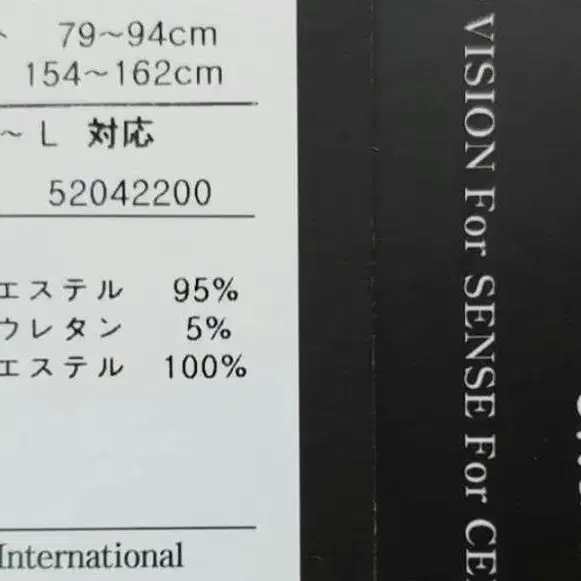 79～94cm
154～162cm
～ L 対応
52042200
エステル 95%
ウレタン 5%
エステル 100%
International
VISION For SENSE For CE